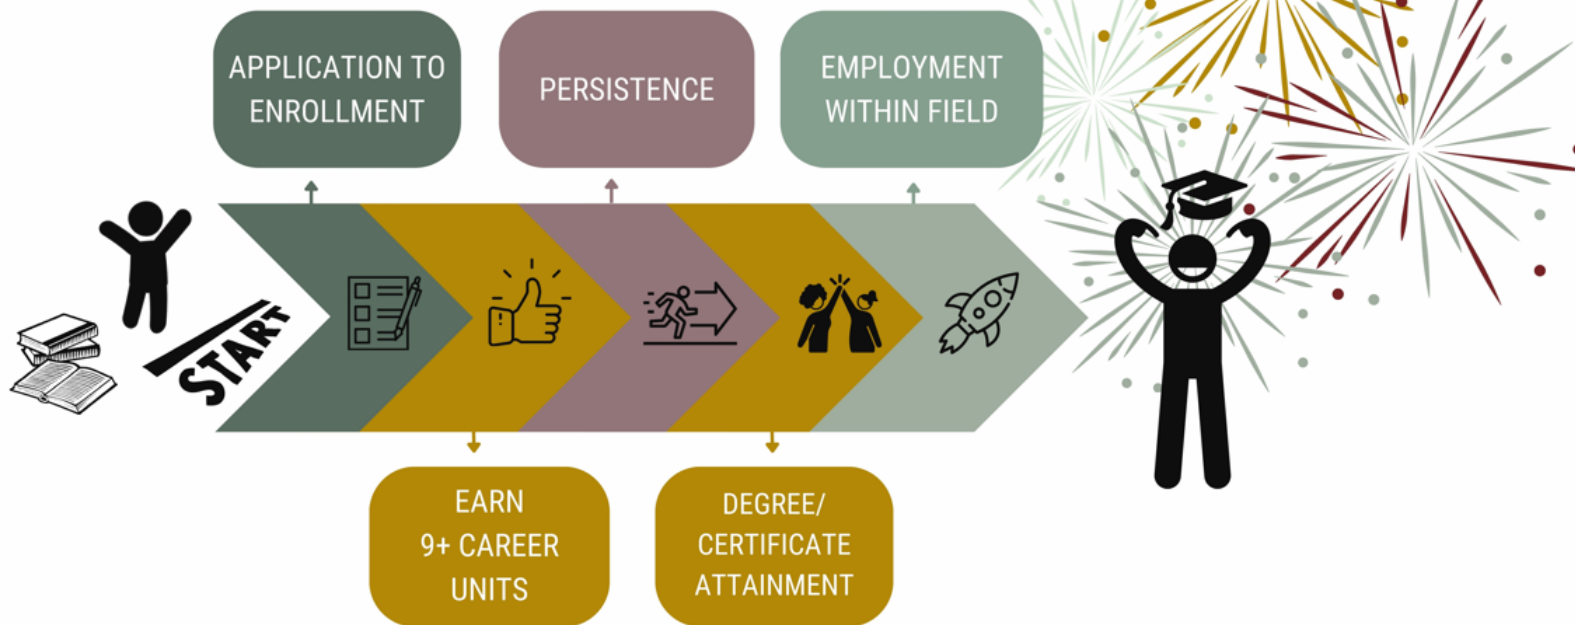 APPLICATION TO
ENROLLMENT
PERSISTENCE
EMPLOYMENT
WITHIN FIELD
START
EARN
9+ CAREER
UNITS
DEGREE/
CERTIFICATE
ATTAINMENT